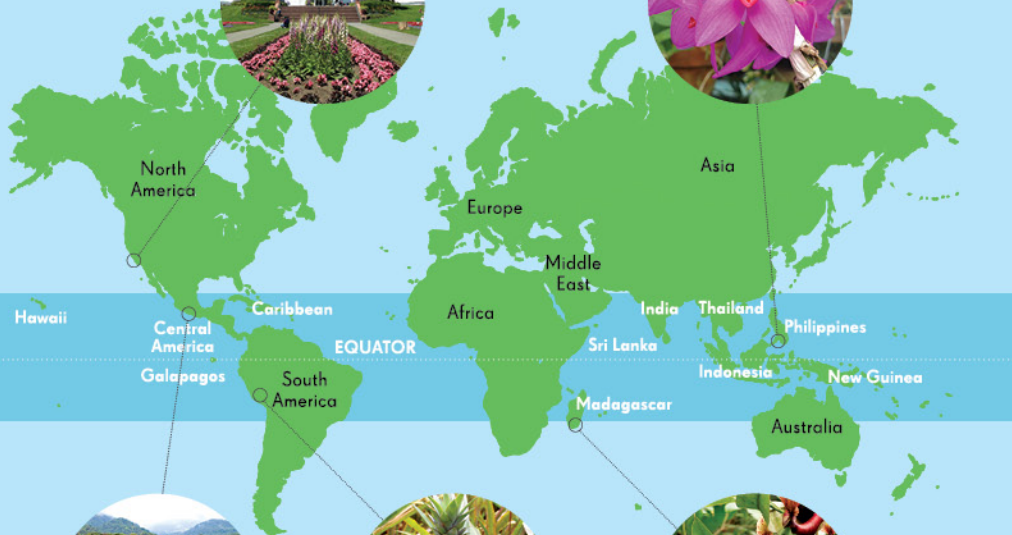 North
America
Asia
Europe
Middle
East
Hawaii
Caribbean
Africa
India
Thailand
Central
America
EQUATOR
Sri Lanka
Philippines
Galapagos
South
America
Indonesia
New Guinea
Madagascar
Australia